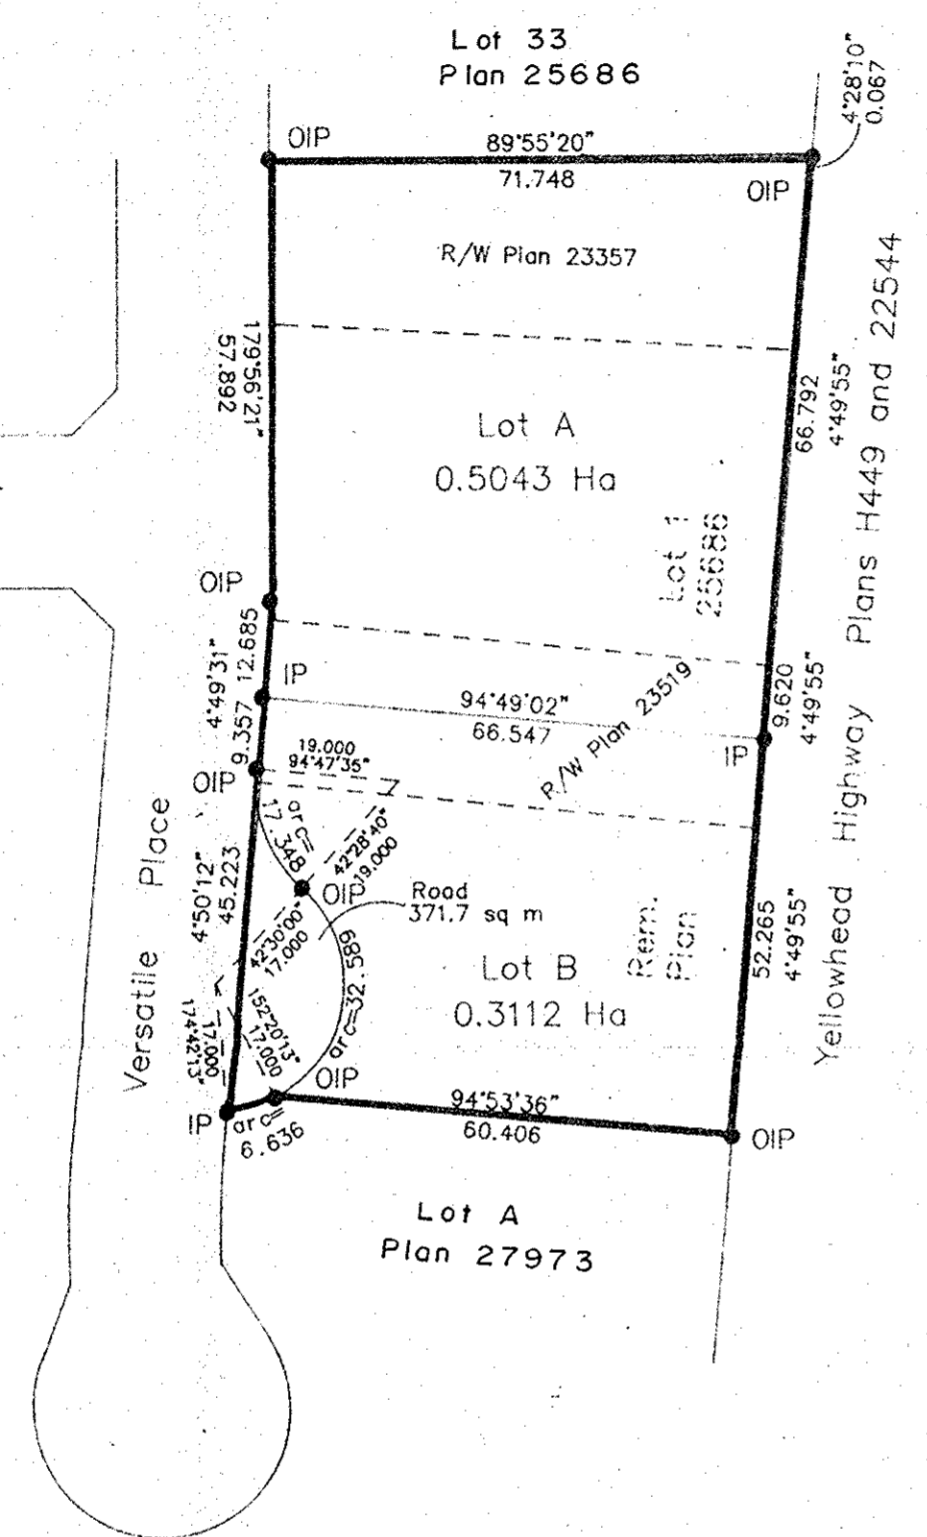 Lot 33
Plan 25686
4°28'10"
0.067
OIP
89°55'20"
71.748
OIP
R/W Plan 23357
179°56'21"
57.892
Lot A
0.5043 Ha
66.792
4°49'55"
Plans H449 and 22544
Lot 1
25686
OIP
12.685
4°49'31"
IP
94°49'02"
66.547
9.620
4°49'55"
IP
9.357
19.000
94°47'35"
R/W Plan 23519
OIP
arc=
17.348
42°28'40"
19.000
OIP
Road
371.7 sq m
Yellowhead Highway
Versatile Place
4°50'12"
45.223
42°30'00"
17.000
arc=32.589
Lot B
0.3112 Ha
Rem.
Plan
52.265
4°49'55"
152°20'13"
17.000
174°42'13"
17.000
OIP
IP
arc=
6.636
94°53'36"
60.406
OIP
Lot A
Plan 27973